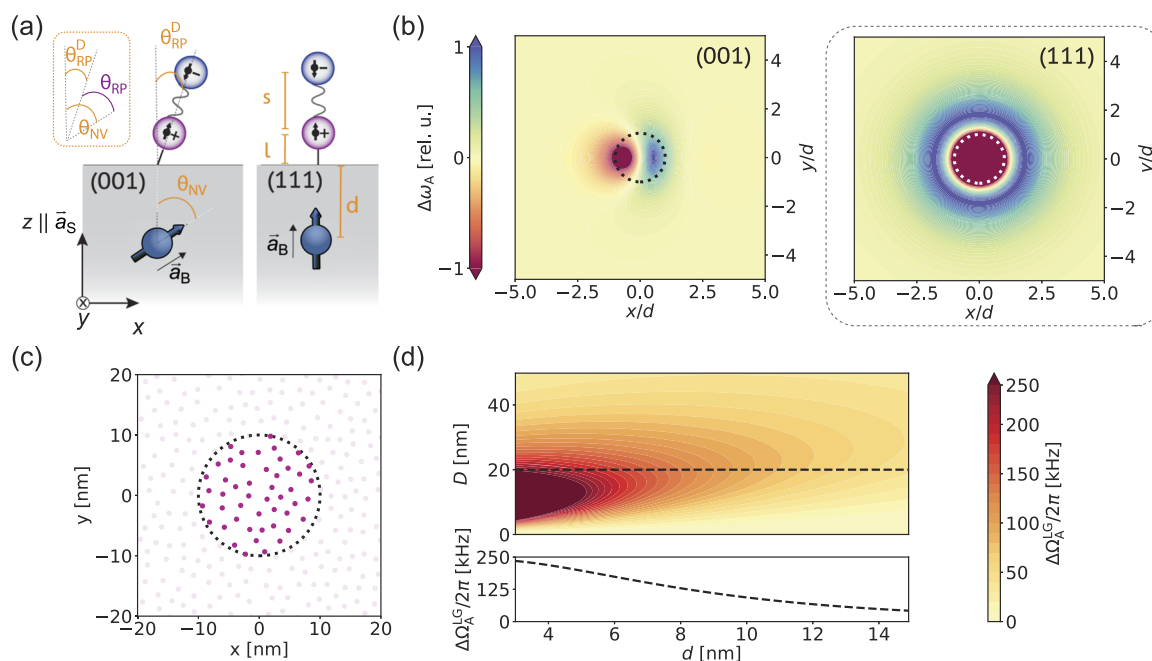 (a)
θ_RP^D
θ_RP
θ_NV
θ_RP^D
s
l
(001)
(111)
θ_NV
d
z || a⃗_S
a⃗_B
a⃗_B
y
x
(b)
Δω_A [rel. u.]
1
0
−1
(001)
4
2
0
−2
−4
y/d
−5.0 −2.5 0.0 2.5 5.0
x/d
(111)
4
2
0
−2
−4
y/d
−5.0 −2.5 0.0 2.5 5.0
x/d
(c)
y [nm]
20
10
0
−10
−20
−20 −10 0 10 20
x [nm]
(d)
D [nm]
40
20
0
ΔΩ_A^LG/2π [kHz]
250
125
0
4 6 8 10 12 14
d [nm]
250
200
150
100
50
0
ΔΩ_A^LG/2π [kHz]